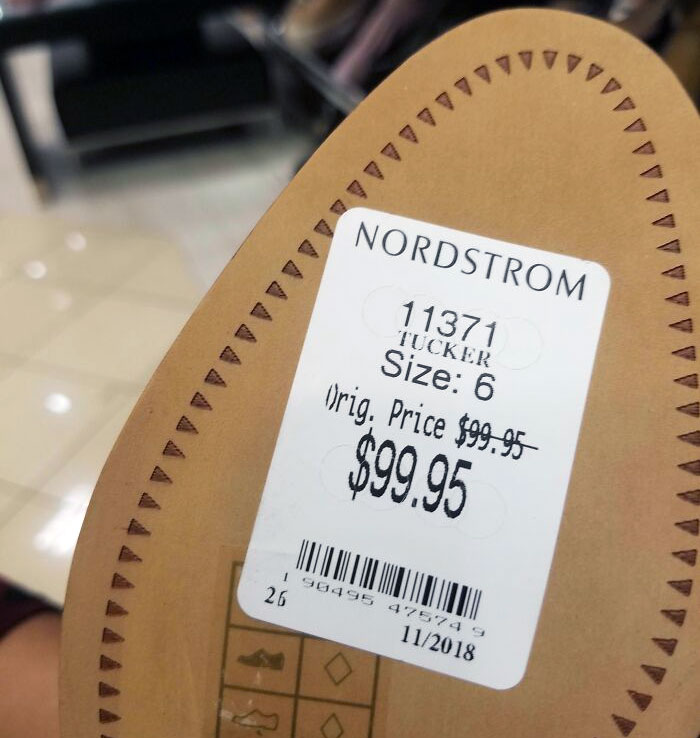 NORDSTROM
11371
TUCKER
Size: 6
Orig. Price $99.95
$99.95
1 90495 47574 9
26
11/2018